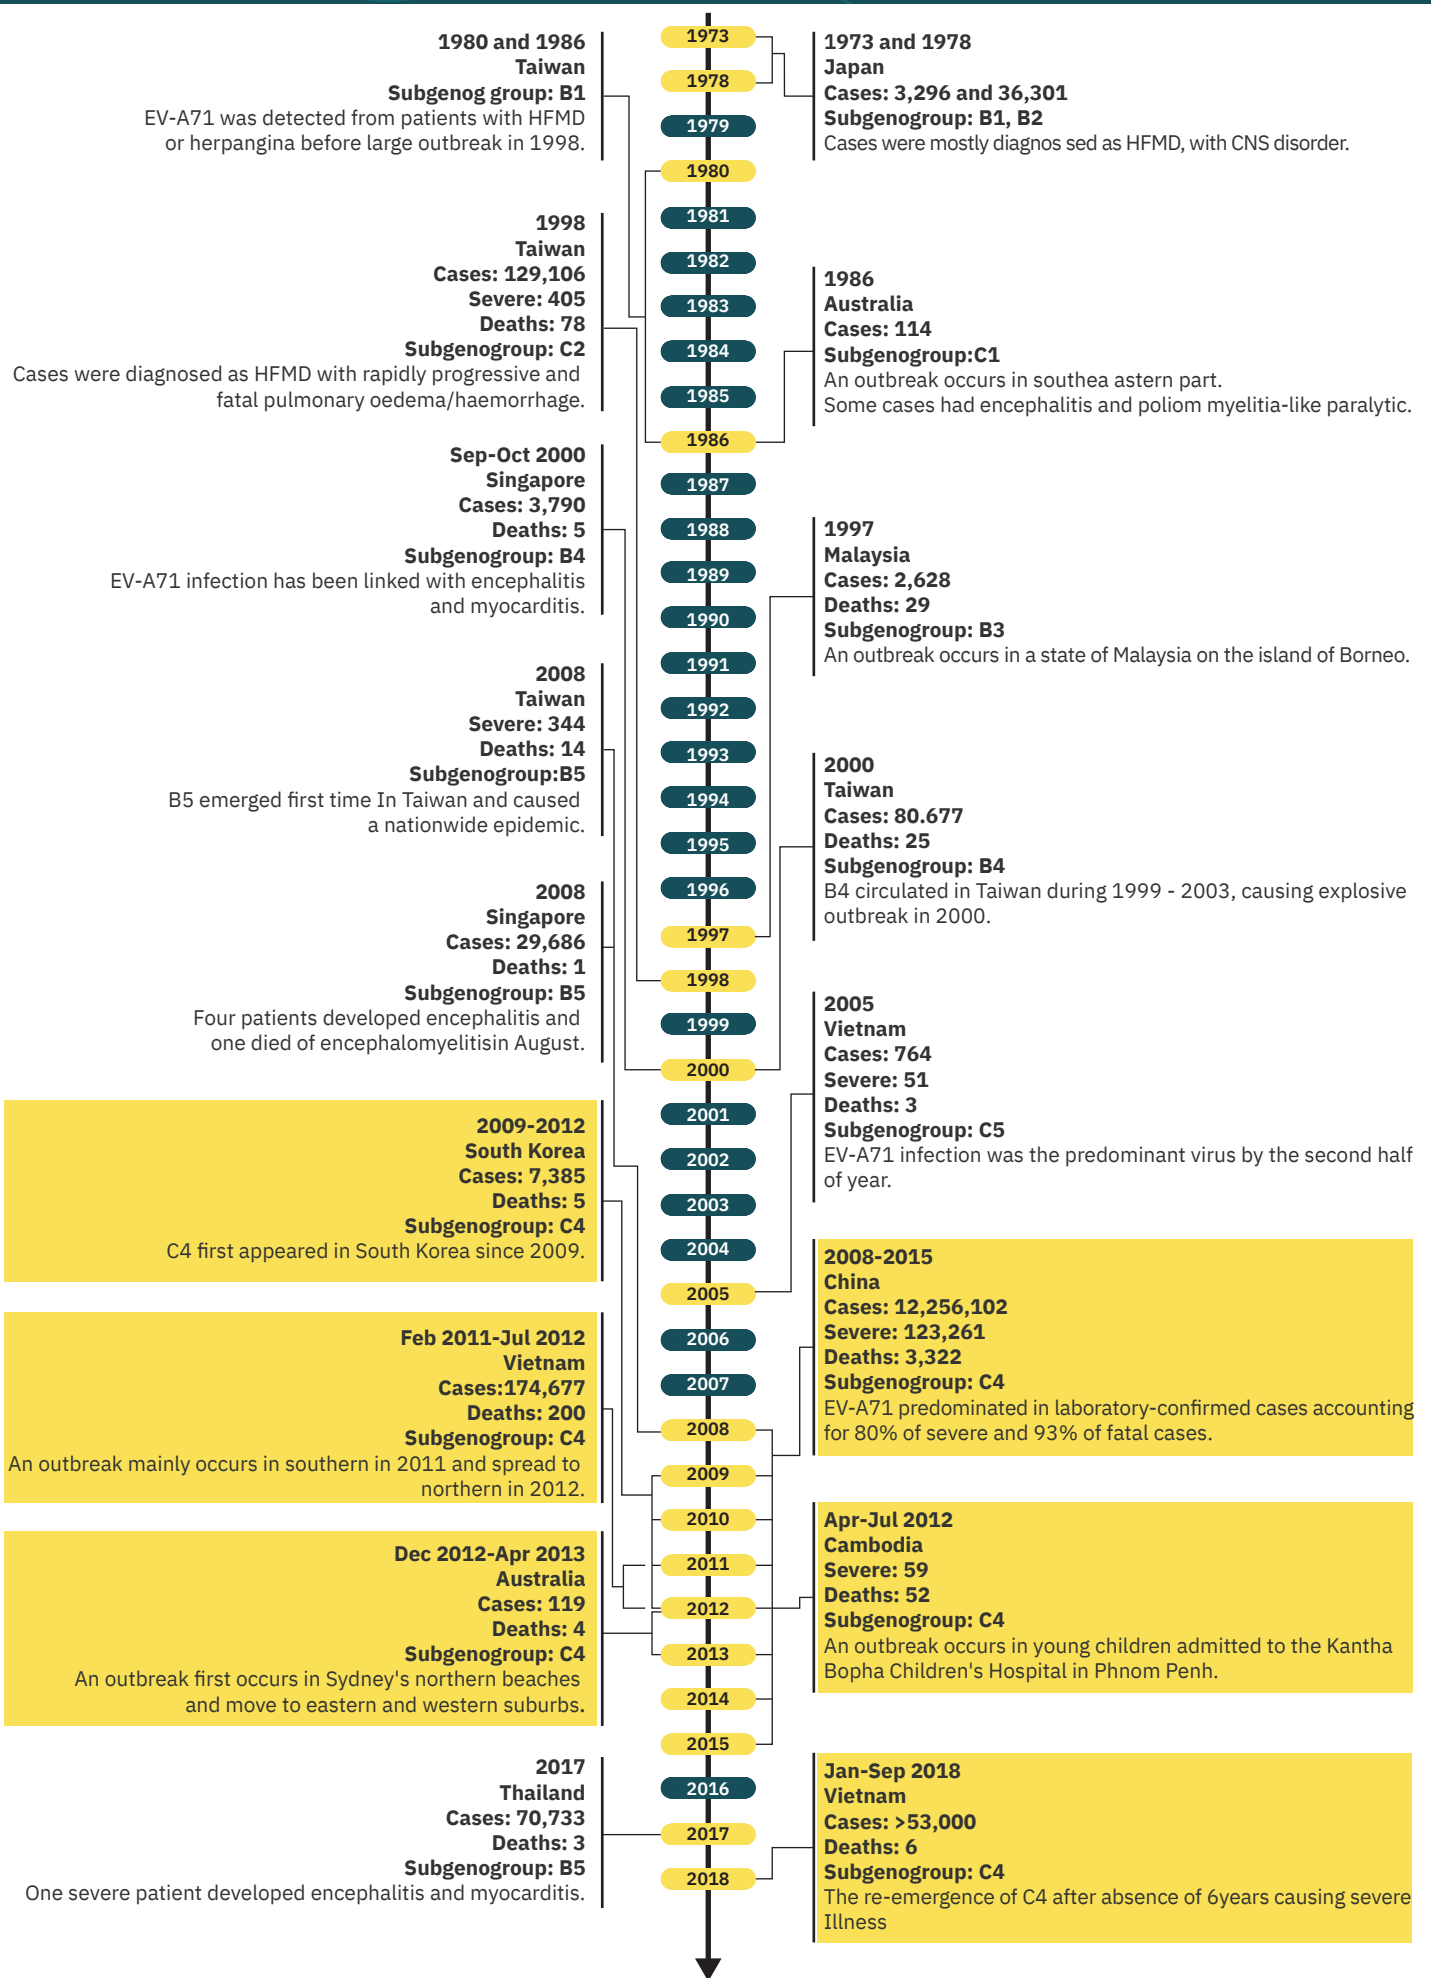 1980 and 1986
Taiwan
Subgenog group: B1
EV-A71 was detected from patients with HFMD
or herpangina before large outbreak in 1998.
1998
Taiwan
Cases: 129,106
Severe: 405
Deaths: 78
Subgenogroup: C2
Cases were diagnosed as HFMD with rapidly progressive and
fatal pulmonary oedema/haemorrhage.
Sep-Oct 2000
Singapore
Cases: 3,790
Deaths: 5
Subgenogroup: B4
EV-A71 infection has been linked with encephalitis
and myocarditis.
2008
Taiwan
Severe: 344
Deaths: 14
Subgenogroup:B5
B5 emerged first time In Taiwan and caused
a nationwide epidemic.
2008
Singapore
Cases: 29,686
Deaths: 1
Subgenogroup: B5
Four patients developed encephalitis and
one died of encephalomyelitisin August.
2009-2012
South Korea
Cases: 7,385
Deaths: 5
Subgenogroup: C4
C4 first appeared in South Korea since 2009.
Feb 2011-Jul 2012
Vietnam
Cases:174,677
Deaths: 200
Subgenogroup: C4
An outbreak mainly occurs in southern in 2011 and spread to
northern in 2012.
Dec 2012-Apr 2013
Australia
Cases: 119
Deaths: 4
Subgenogroup: C4
An outbreak first occurs in Sydney's northern beaches
and move to eastern and western suburbs.
2017
Thailand
Cases: 70,733
Deaths: 3
Subgenogroup: B5
One severe patient developed encephalitis and myocarditis.
1973
1978
1979
1980
1981
1982
1983
1984
1985
1986
1987
1988
1989
1990
1991
1992
1993
1994
1995
1996
1997
1998
1999
2000
2001
2002
2003
2004
2005
2006
2007
2008
2009
2010
2011
2012
2013
2014
2015
2016
2017
2018
1973 and 1978
Japan
Cases: 3,296 and 36,301
Subgenogroup: B1, B2
Cases were mostly diagnos sed as HFMD, with CNS disorder.
1986
Australia
Cases: 114
Subgenogroup:C1
An outbreak occurs in southea astern part.
Some cases had encephalitis and poliom myelitia-like paralytic.
1997
Malaysia
Cases: 2,628
Deaths: 29
Subgenogroup: B3
An outbreak occurs in a state of Malaysia on the island of Borneo.
2000
Taiwan
Cases: 80.677
Deaths: 25
Subgenogroup: B4
B4 circulated in Taiwan during 1999 - 2003, causing explosive
outbreak in 2000.
2005
Vietnam
Cases: 764
Severe: 51
Deaths: 3
Subgenogroup: C5
EV-A71 infection was the predominant virus by the second half
of year.
2008-2015
China
Cases: 12,256,102
Severe: 123,261
Deaths: 3,322
Subgenogroup: C4
EV-A71 predominated in laboratory-confirmed cases accounting
for 80% of severe and 93% of fatal cases.
Apr-Jul 2012
Cambodia
Severe: 59
Deaths: 52
Subgenogroup: C4
An outbreak occurs in young children admitted to the Kantha
Bopha Children's Hospital in Phnom Penh.
Jan-Sep 2018
Vietnam
Cases: >53,000
Deaths: 6
Subgenogroup: C4
The re-emergence of C4 after absence of 6years causing severe
Illness